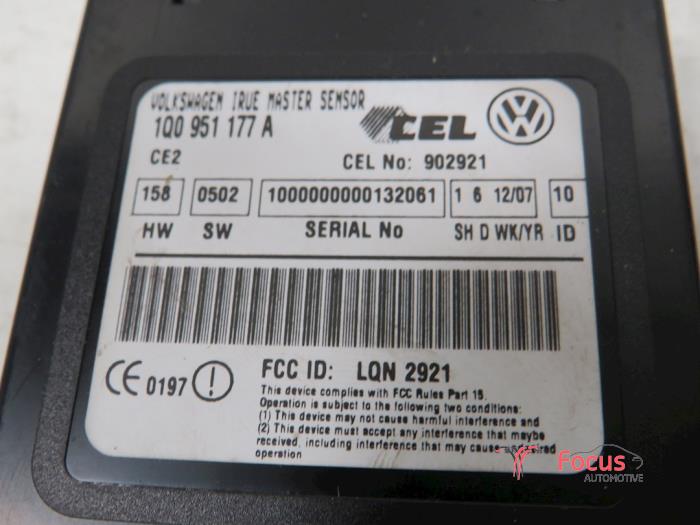 VOLKSWAGEN IRUE MASTER SENSOR
1Q0 951 177 A
CEL
CE2
CEL No: 902921
158 0502 1000000000132061 1 6 12/07 10
HW SW SERIAL No SH D WK/YR ID
CE 0197 !
FCC ID: LQN 2921
This device complies with FCC Rules Part 15.
Operation is subject to the following two conditions:
(1) This device may not cause harmful interference
(2) This device must accept any interference that maybe
received, including interference that may cause
operation
Focus
AUTOMOTIVE